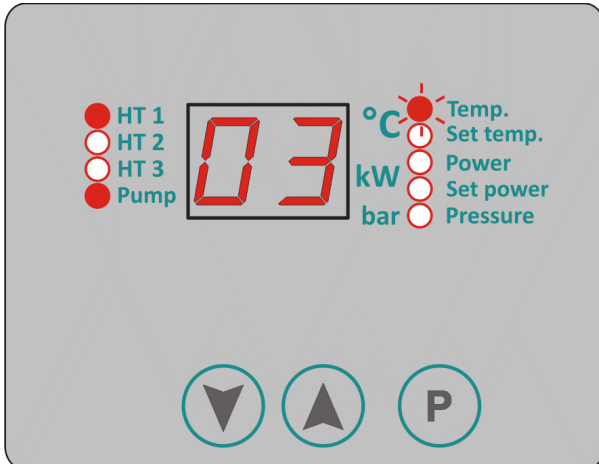 HT 1
HT 2
HT 3
Pump
03
°C
kW
bar
Temp.
Set temp.
Power
Set power
Pressure
P